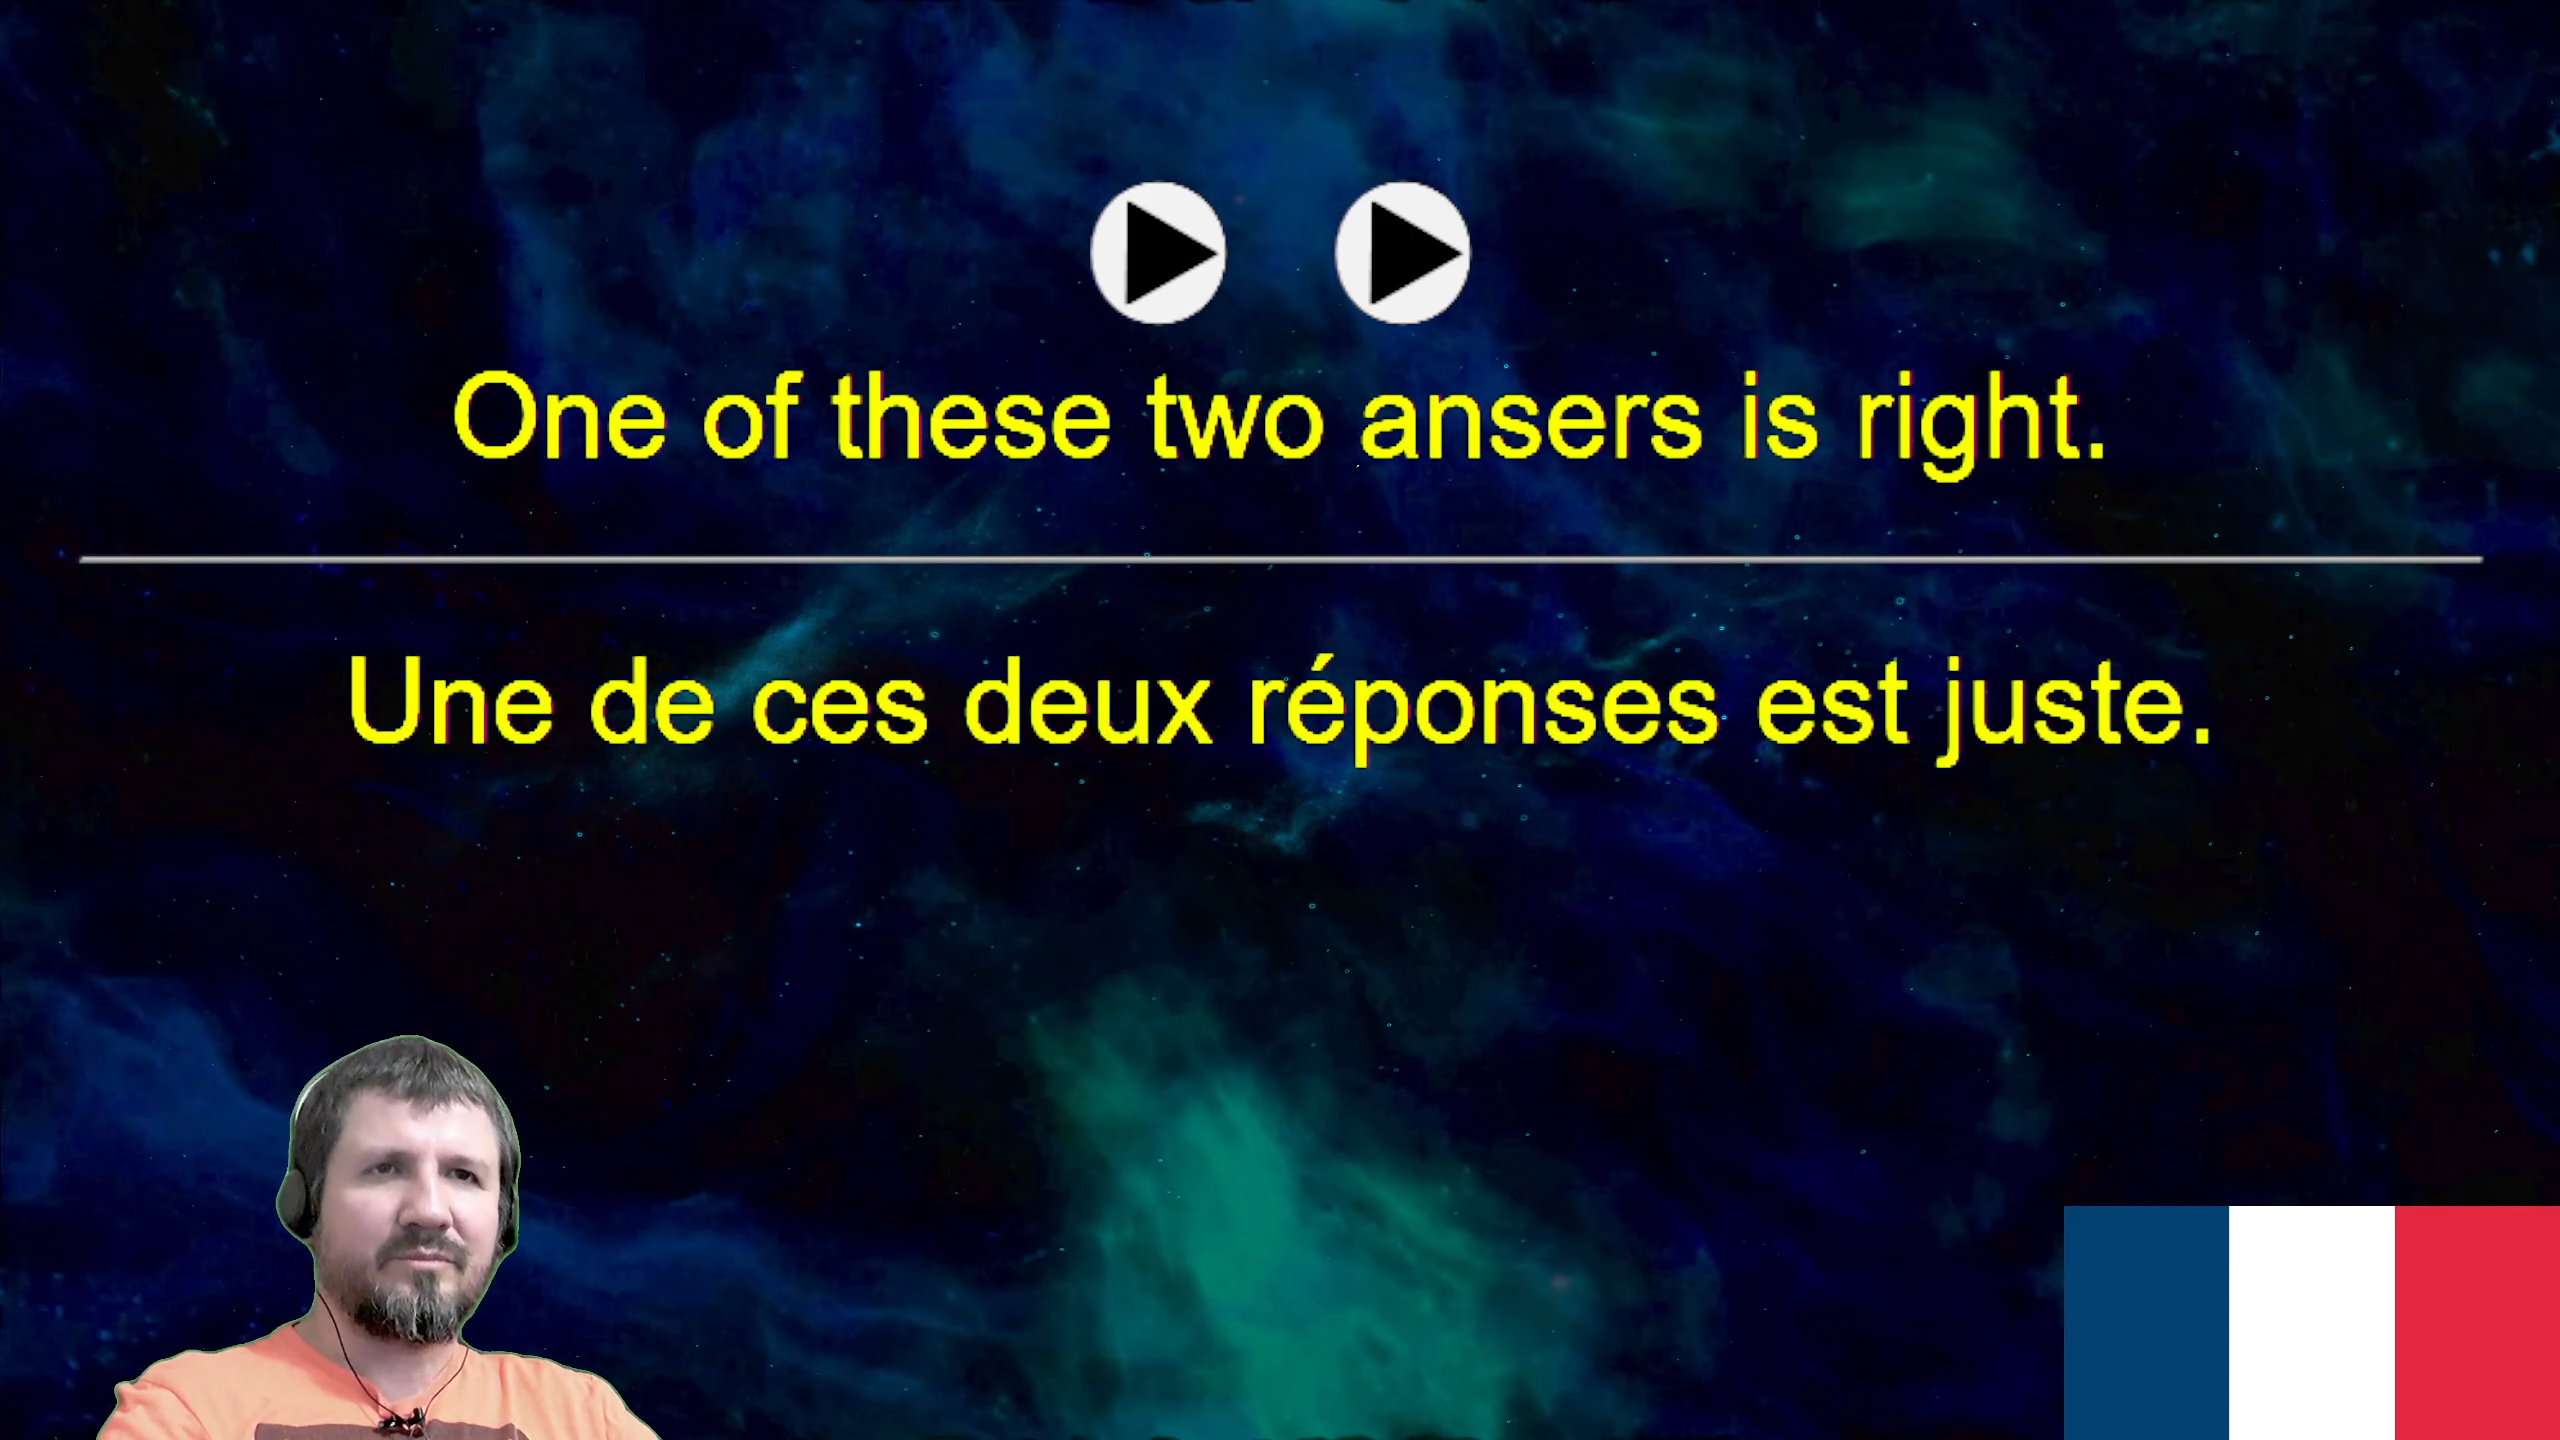 One of these two ansers is right.
Une de ces deux réponses est juste.